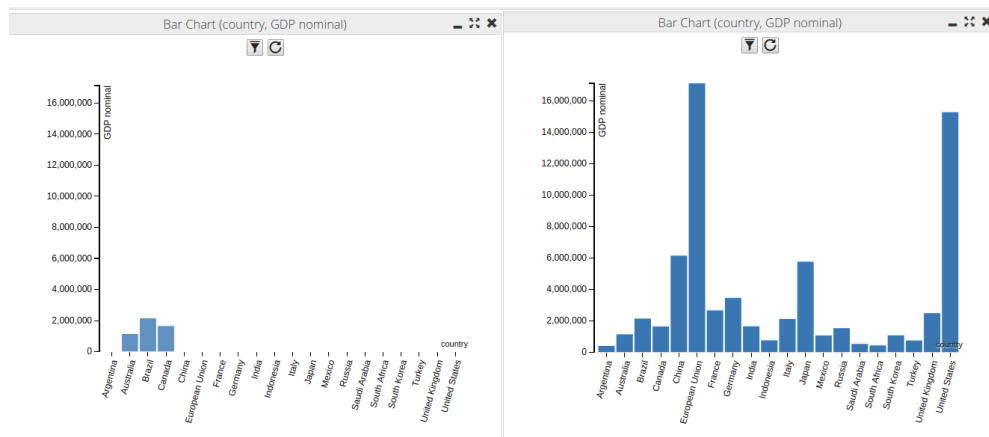 Bar Chart (country, GDP nominal)
GDP nominal
16,000,000
14,000,000
12,000,000
10,000,000
8,000,000
6,000,000
4,000,000
2,000,000
0
country
Argentina
Australia
Brazil
Canada
China
European Union
France
Germany
India
Indonesia
Italy
Japan
Mexico
Russia
Saudi Arabia
South Africa
South Korea
Turkey
United Kingdom
United States
Bar Chart (country, GDP nominal)
GDP nominal
16,000,000
14,000,000
12,000,000
10,000,000
8,000,000
6,000,000
4,000,000
2,000,000
0
country
Argentina
Australia
Brazil
Canada
China
European Union
France
Germany
India
Indonesia
Italy
Japan
Mexico
Russia
Saudi Arabia
South Africa
South Korea
Turkey
United Kingdom
United States